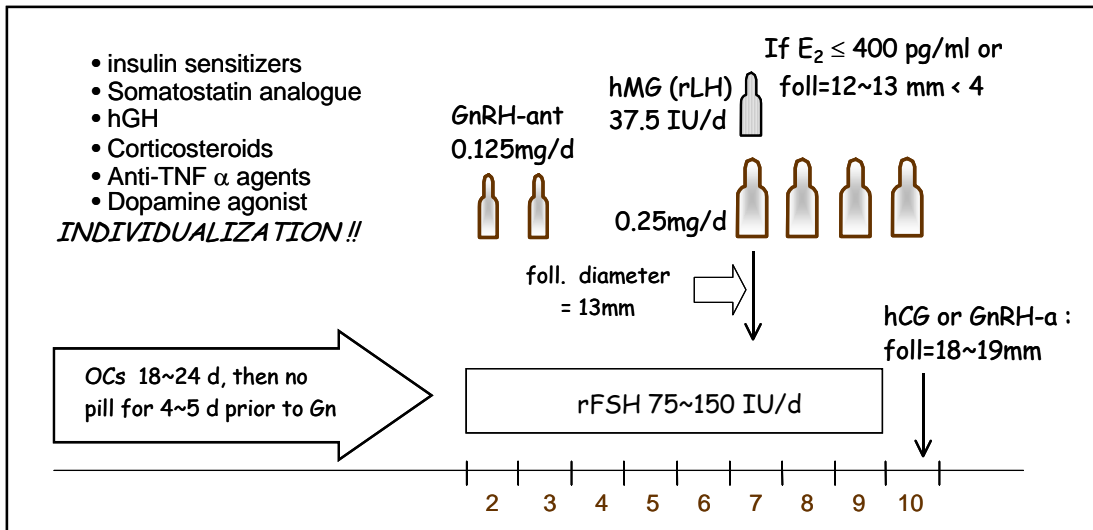 • insulin sensitizers
• Somatostatin analogue
• hGH
• Corticosteroids
• Anti-TNF α agents
• Dopamine agonist
INDIVIDUALIZATION !!
GnRH-ant
0.125mg/d
hMG (rLH)
37.5 IU/d
If E₂ ≤ 400 pg/ml or
foll=12~13 mm < 4
0.25mg/d
foll. diameter
= 13mm
hCG or GnRH-a :
foll=18~19mm
OCs 18~24 d, then no
pill for 4~5 d prior to Gn
rFSH 75~150 IU/d
2 3 4 5 6 7 8 9 10